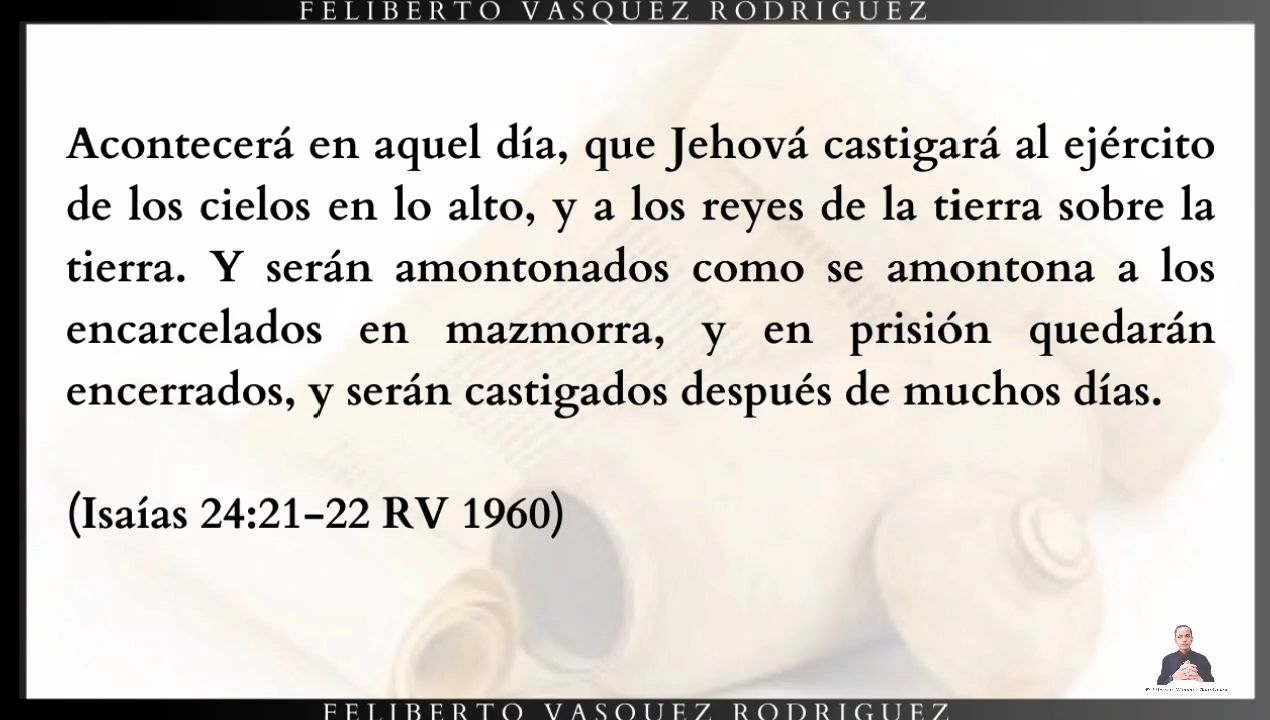 FELIBERTO VASQUEZ RODRIGUEZ
Acontecerá en aquel día, que Jehová castigará al ejército
de los cielos en lo alto, y a los reyes de la tierra sobre la
tierra. Y serán amontonados como se amontona a los
encarcelados en mazmorra, y en prisión quedarán
encerrados, y serán castigados después de muchos días.
(Isaías 24:21–22 RV 1960)
FELIBERTO VASQUEZ RODRIGUEZ